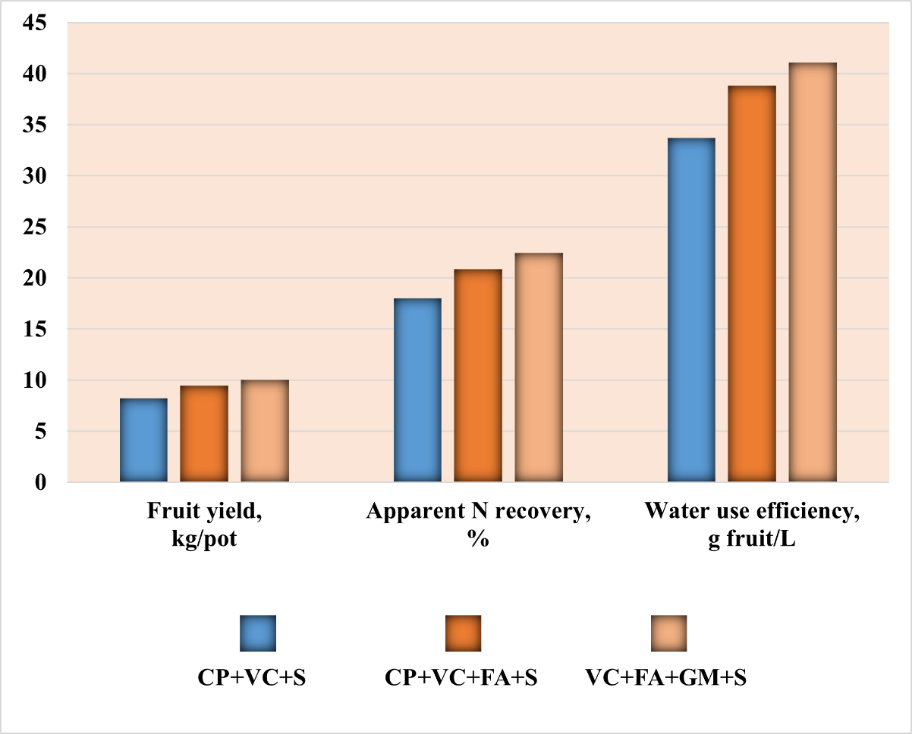 45
40
35
30
25
20
15
10
5
0
Fruit yield,
kg/pot
Apparent N recovery,
%
Water use efficiency,
g fruit/L
CP+VC+S
CP+VC+FA+S
VC+FA+GM+S